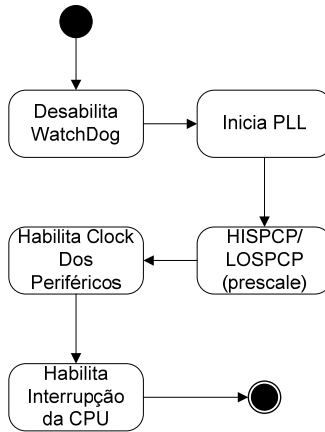 Desabilita
WatchDog
Inicia PLL
HISPCP/
LOSPCP
(prescale)
Habilita Clock
Dos
Periféricos
Habilita
Interrupção
da CPU